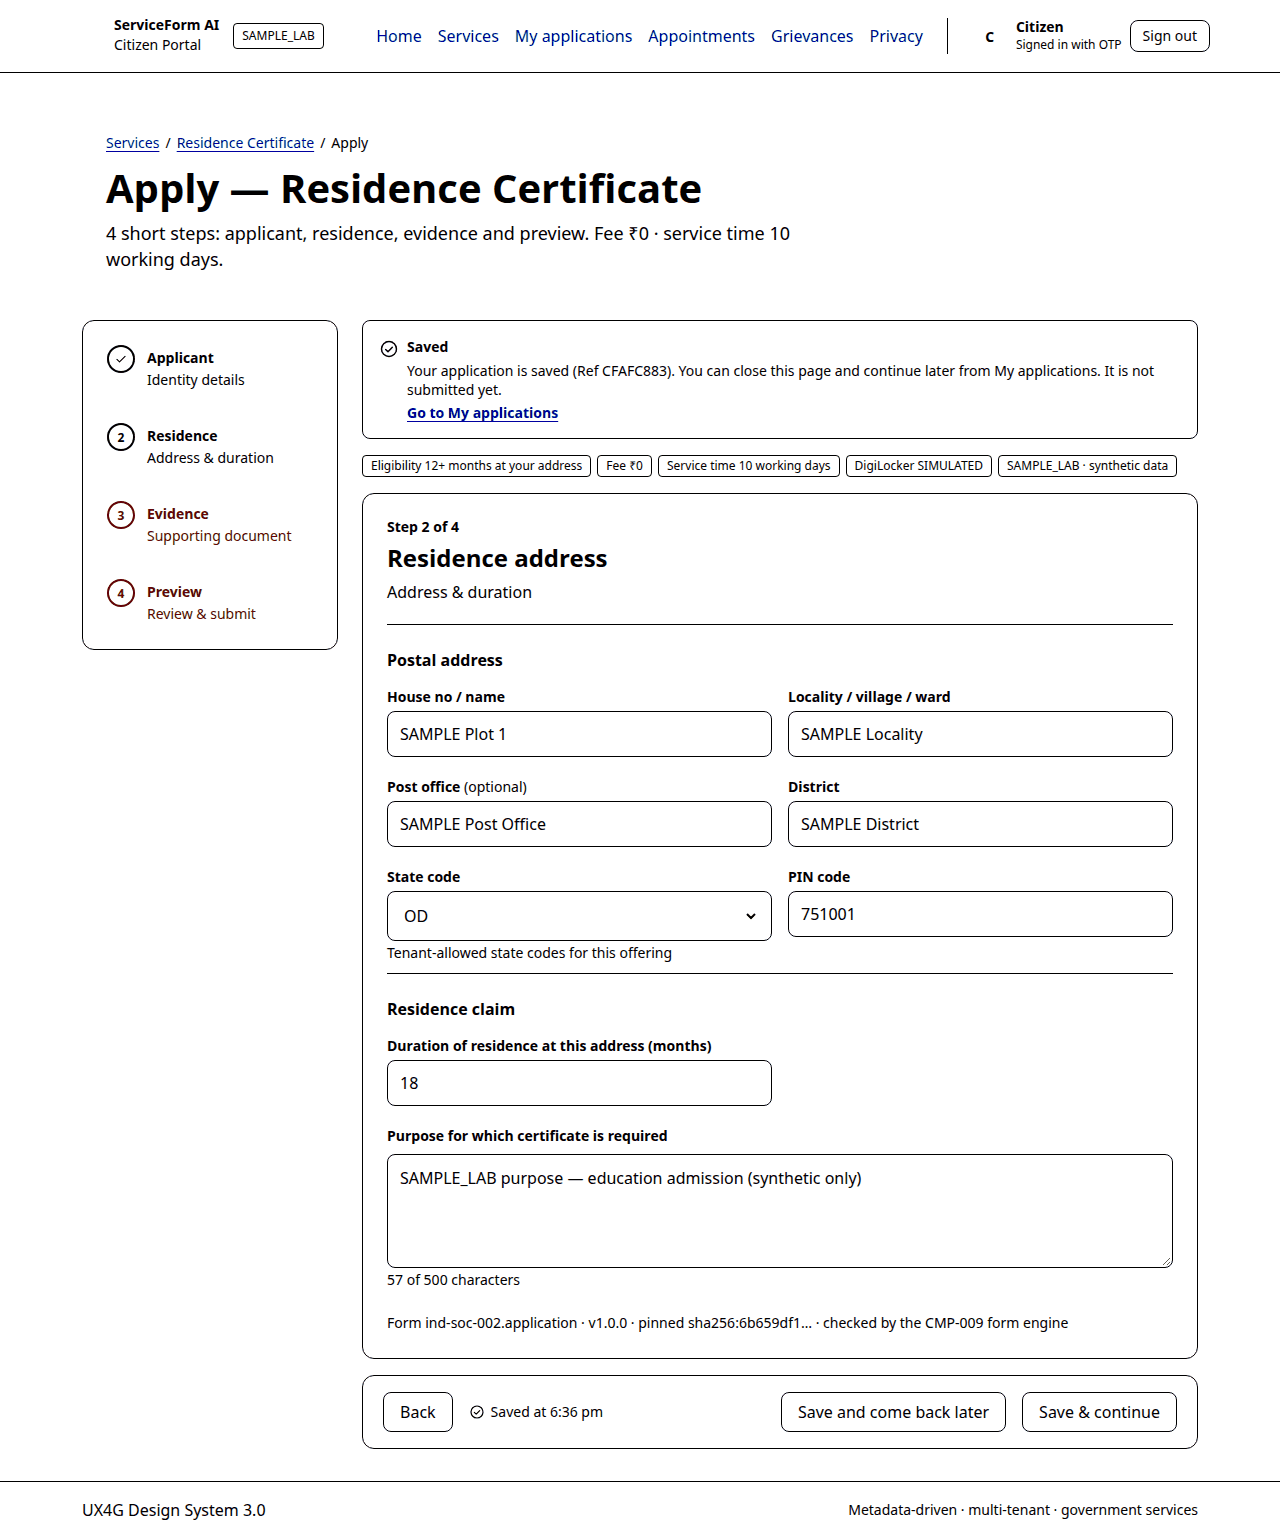 ServiceForm AI
Citizen Portal
SAMPLE_LAB
Home Services My applications Appointments Grievances Privacy
C
Citizen
Signed in with OTP
Sign out
Services / Residence Certificate / Apply
Apply — Residence Certificate
4 short steps: applicant, residence, evidence and preview. Fee ₹0 · service time 10
working days.
Applicant
Identity details
2
Residence
Address & duration
3
Evidence
Supporting document
4
Preview
Review & submit
Saved
Your application is saved (Ref CFAFC883). You can close this page and continue later from My applications. It is not
submitted yet.
Go to My applications
Eligibility 12+ months at your address
Fee ₹0
Service time 10 working days
DigiLocker SIMULATED
SAMPLE_LAB · synthetic data
Step 2 of 4
Residence address
Address & duration
Postal address
House no / name
SAMPLE Plot 1
Locality / village / ward
SAMPLE Locality
Post office (optional)
SAMPLE Post Office
District
SAMPLE District
State code
OD
Tenant-allowed state codes for this offering
PIN code
751001
Residence claim
Duration of residence at this address (months)
18
Purpose for which certificate is required
SAMPLE_LAB purpose — education admission (synthetic only)
57 of 500 characters
Form ind-soc-002.application · v1.0.0 · pinned sha256:6b659df1… · checked by the CMP-009 form engine
Back
Saved at 6:36 pm
Save and come back later
Save & continue
UX4G Design System 3.0
Metadata-driven · multi-tenant · government services